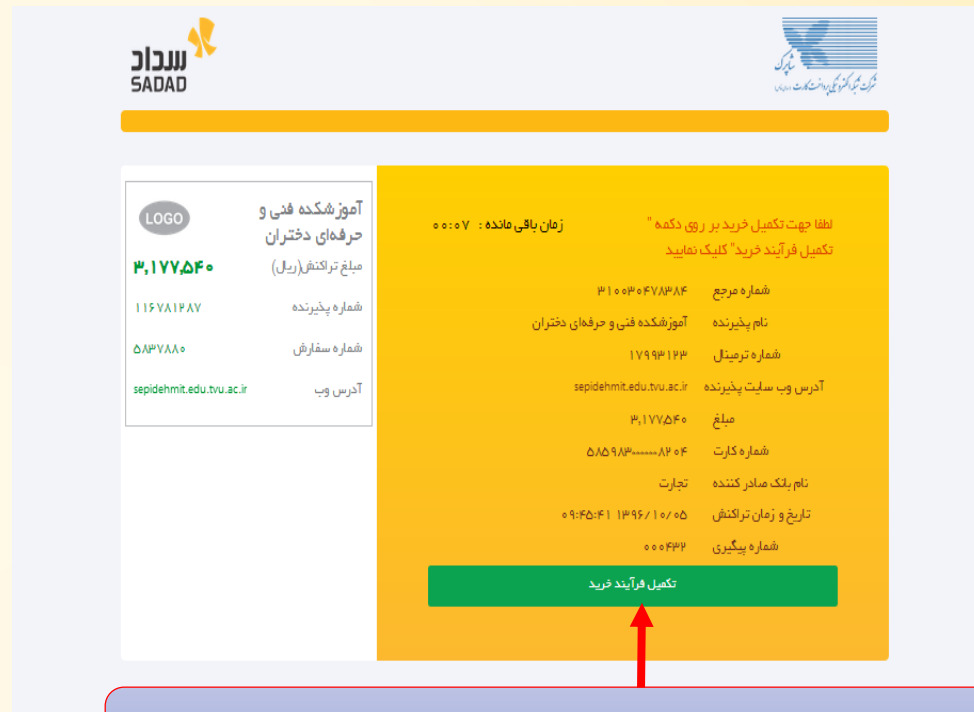 سداد
SADAD
شاپرک
شرکت شبکه الکترونیکی پرداخت کارت
لطفا جهت تکمیل خرید بر روی دکمه "
تکمیل فرآیند خرید" کلیک نمایید
زمان باقی مانده : ۰۰:۰۷
شماره مرجع ۳۱۰۰۳۰۴۷۸۳۸۴
نام پذیرنده آموزشکده فنی و حرفه‌ای دختران
شماره ترمینال ۱۷۹۹۳۱۲۳
آدرس وب سایت پذیرنده sepidehmit.edu.tvu.ac.ir
مبلغ ۳,۱۷۷,۵۴۰
شماره کارت ۵۸۵۹۸۳******۸۲۰۴
نام بانک صادر کننده تجارت
تاریخ و زمان تراکنش ۱۳۹۶/۱۰/۰۵ ۰۹:۴۵:۴۱
شماره پیگیری ۰۰۰۴۳۲
تکمیل فرآیند خرید
LOGO
آموزشکده فنی و
حرفه‌ای دختران
مبلغ تراکنش(ریال) ۳,۱۷۷,۵۴۰
شماره پذیرنده ۱۱۶۷۸۱۲۸۷
شماره سفارش ۵۸۳۷۸۸۰
آدرس وب sepidehmit.edu.tvu.ac.ir